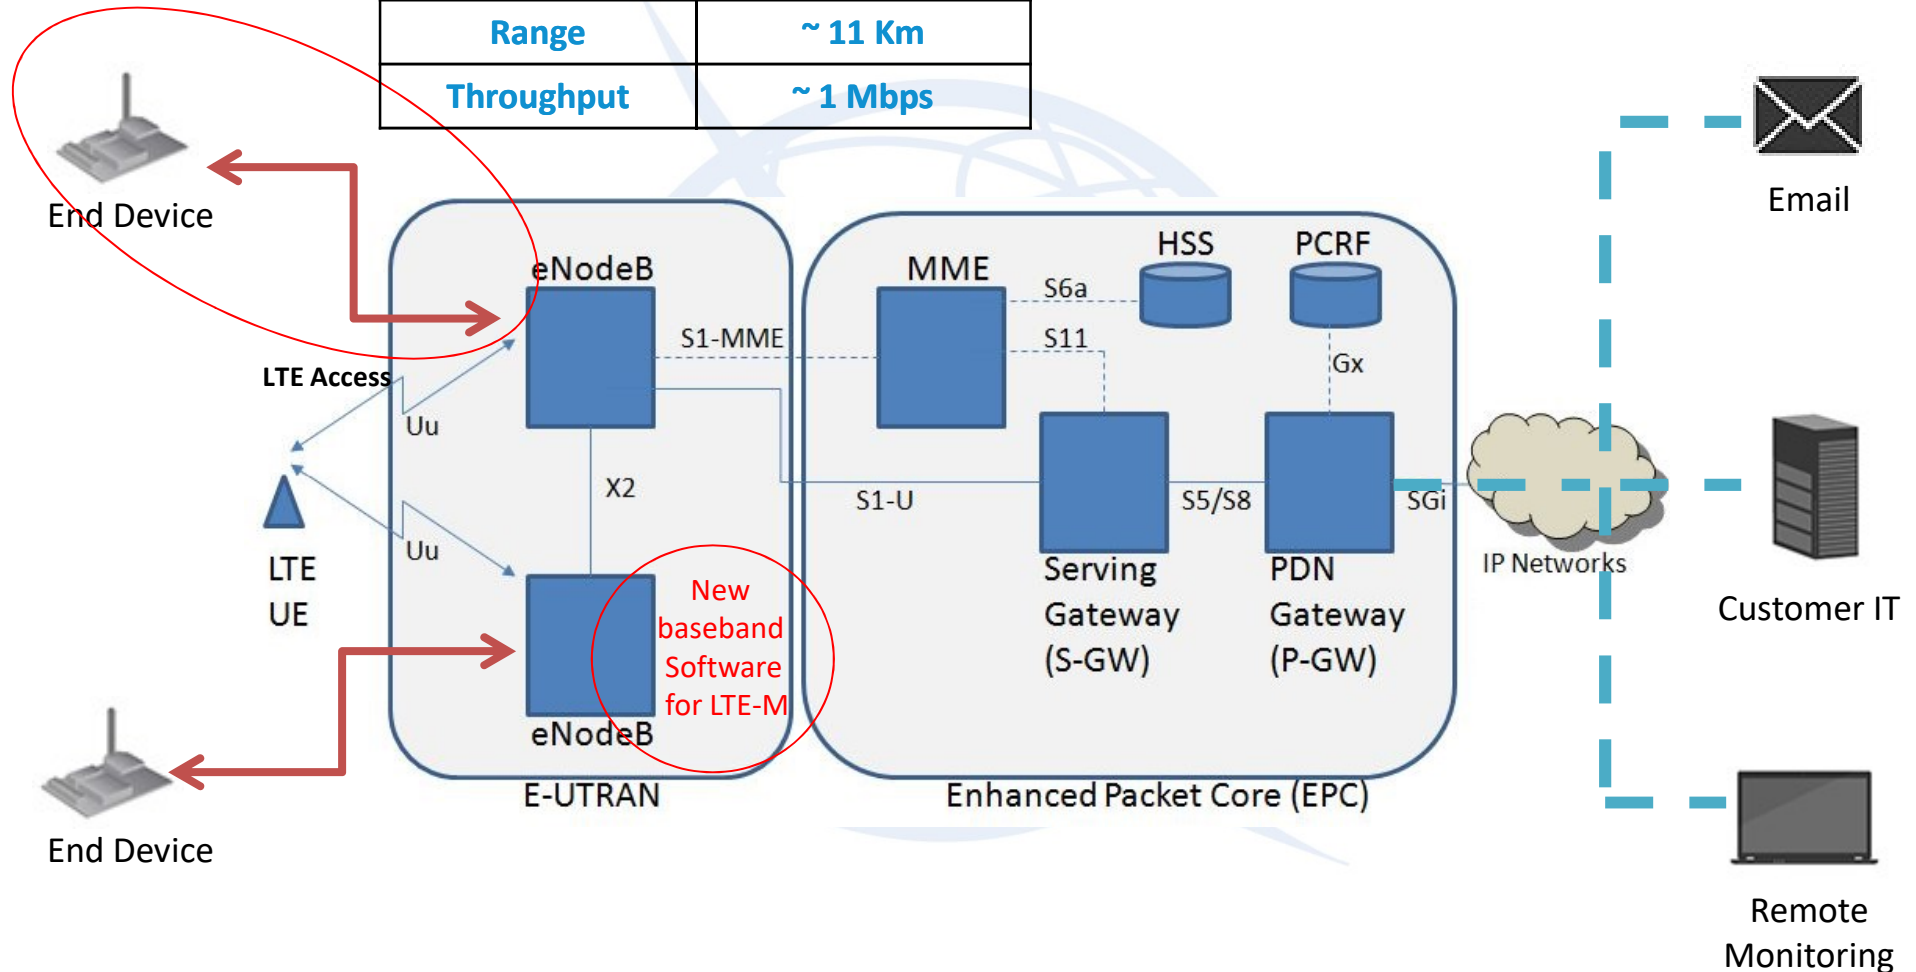 Range ~ 11 Km
Throughput ~ 1 Mbps
End Device
Email
eNodeB
MME
HSS
PCRF
S6a
S1-MME
S11
Gx
LTE Access
Uu
X2
S1-U
S5/S8
SGi
Uu
IP Networks
LTE
UE
New
baseband
Software
for LTE-M
Serving
Gateway
(S-GW)
PDN
Gateway
(P-GW)
Customer IT
eNodeB
E-UTRAN
Enhanced Packet Core (EPC)
End Device
Remote
Monitoring